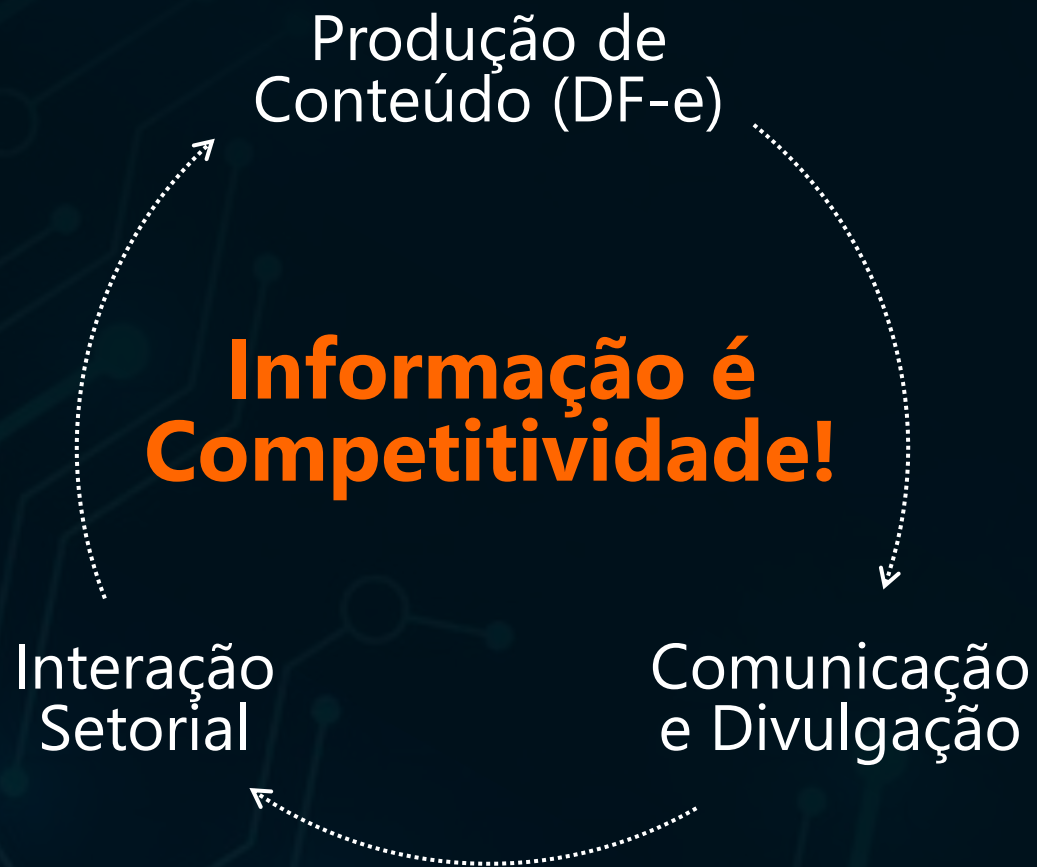 Produção de
Conteúdo (DF-e)
Informação é
Competitividade!
Interação
Setorial
Comunicação
e Divulgação